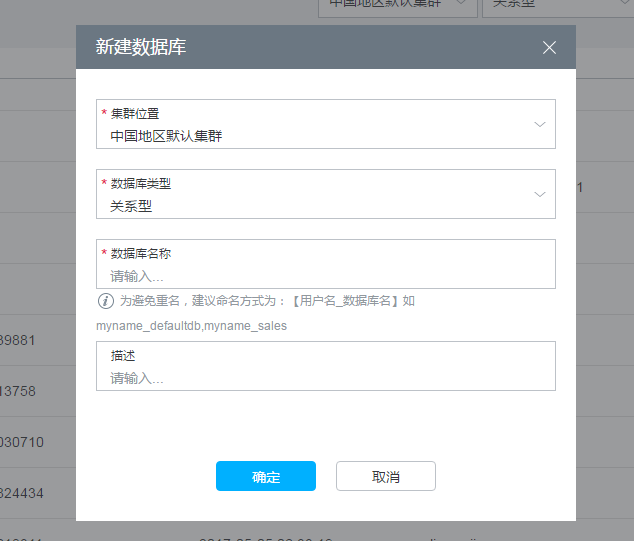 中国地区默认集群
关系型
新建数据库
* 集群位置
中国地区默认集群
* 数据库类型
关系型
1
* 数据库名称
请输入...
为避免重名，建议命名方式为：【用户名_数据库名】如
myname_defaultdb,myname_sales
39881
描述
请输入...
13758
030710
确定
取消
324434